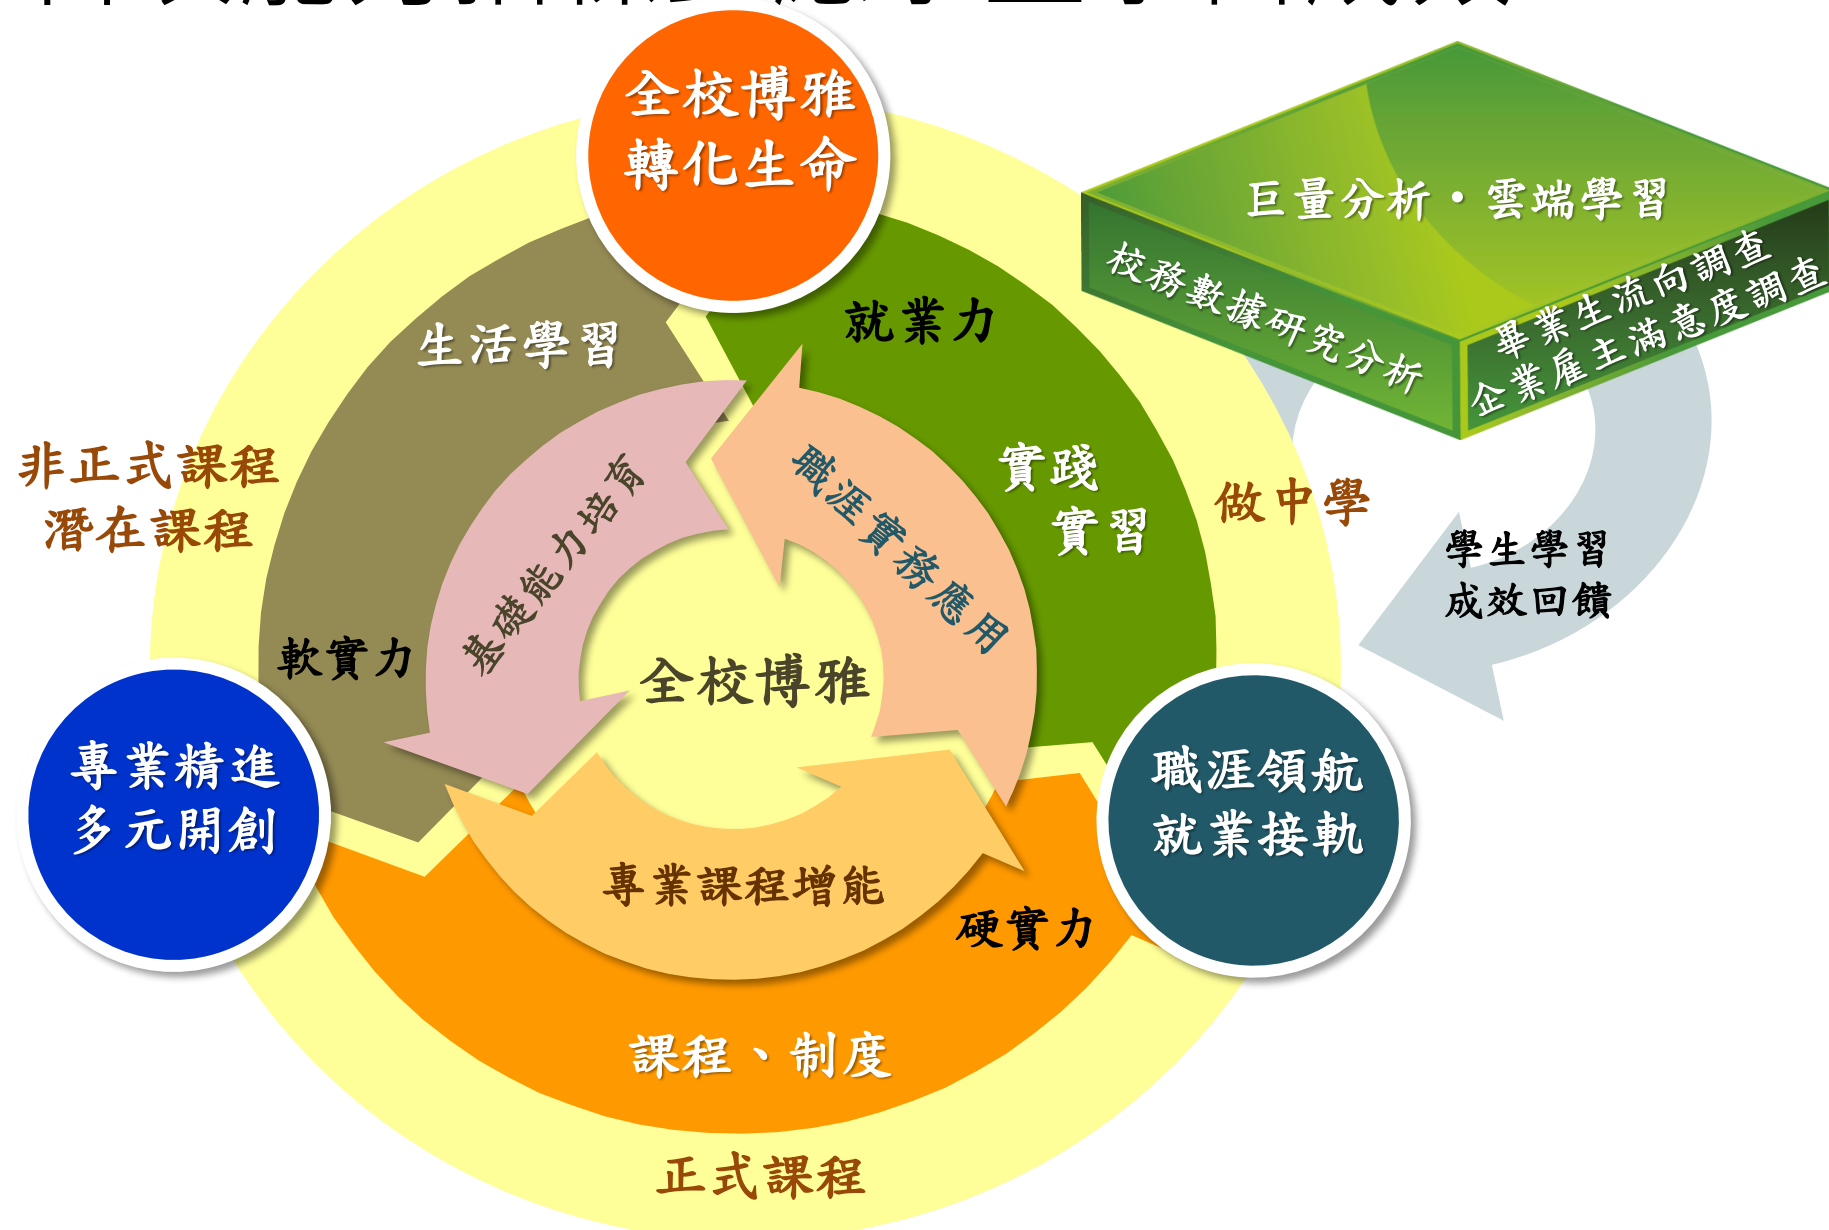 全校博雅
轉化生命
巨量分析・雲端學習
校務數據研究分析
畢業生流向調查
企業雇主滿意度調查
就業力
生活學習
實踐
實習
非正式課程
潛在課程
做中學
學生學習
成效回饋
基礎能力培育
職涯實務應用
軟實力
全校博雅
專業精進
多元開創
職涯領航
就業接軌
專業課程增能
硬實力
課程、制度
正式課程